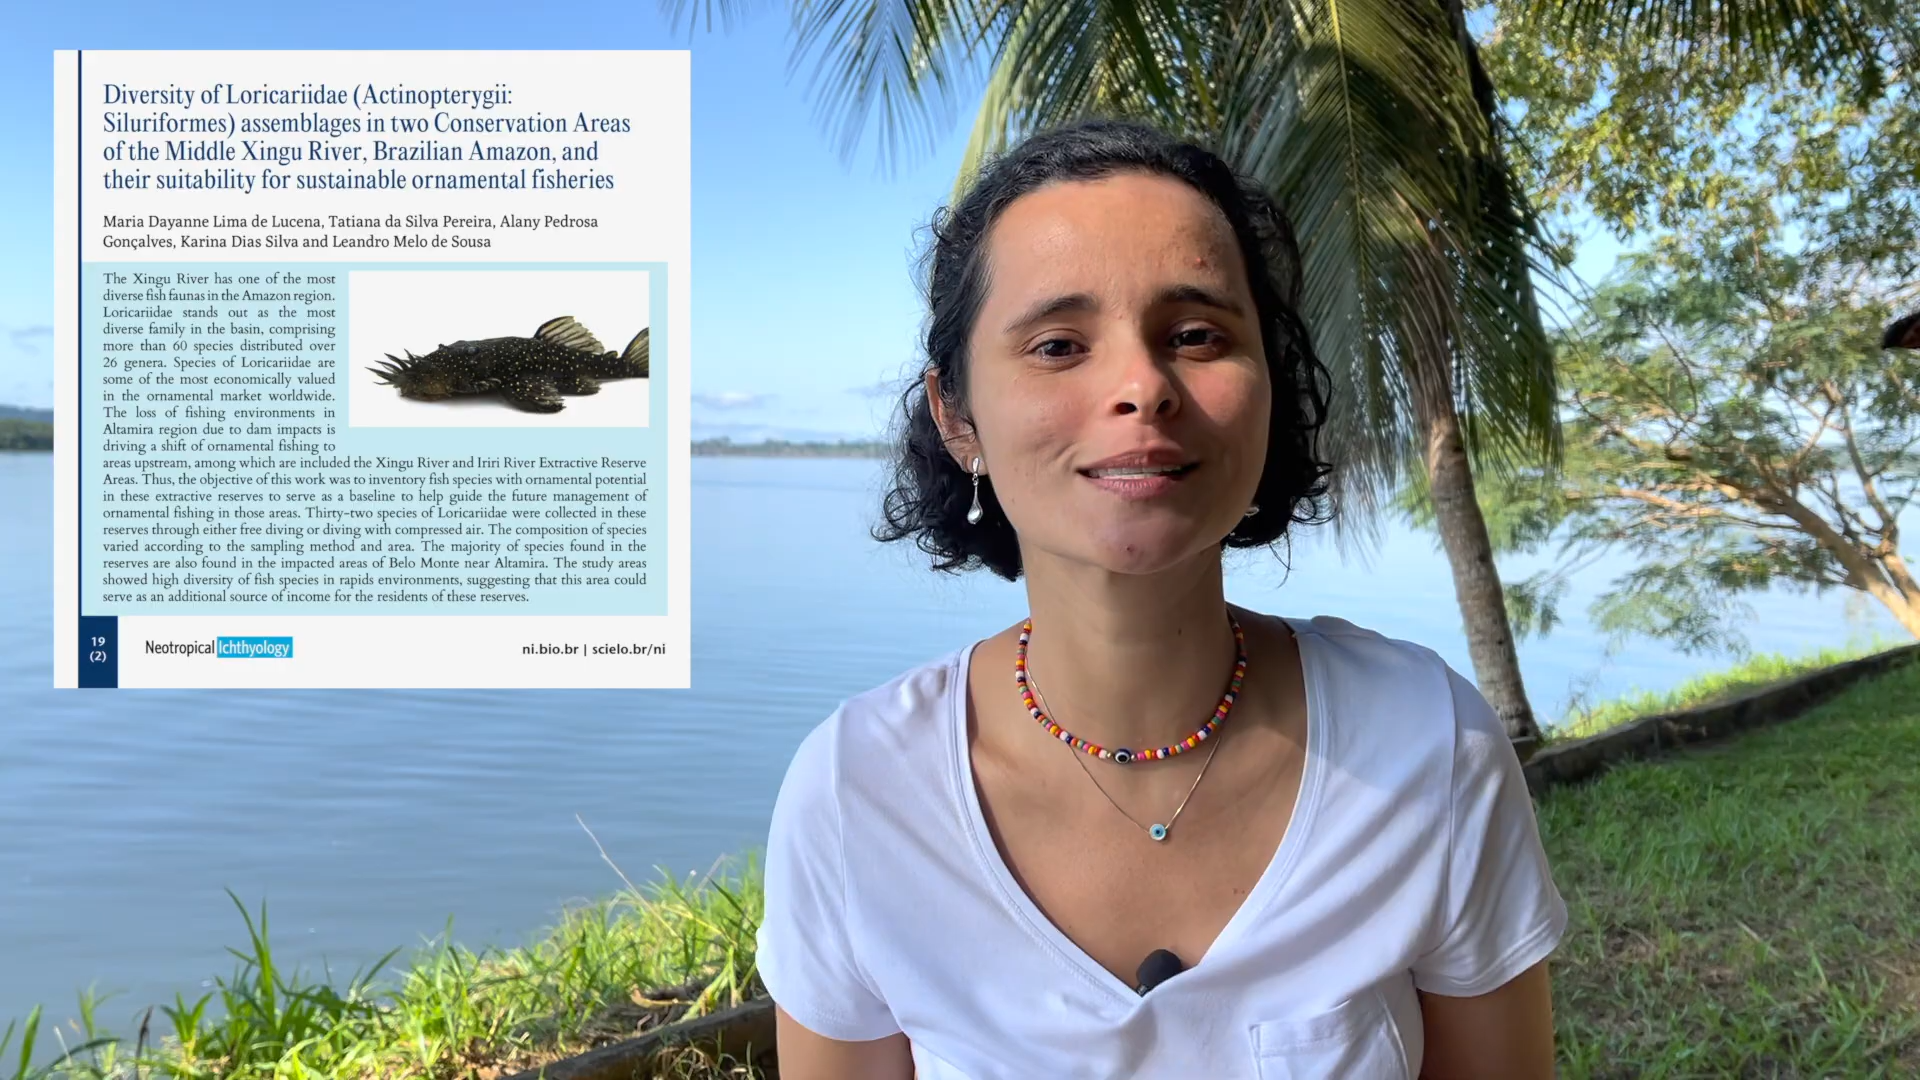 Diversity of Loricariidae (Actinopterygii:
Siluriformes) assemblages in two Conservation Areas
of the Middle Xingu River, Brazilian Amazon, and
their suitability for sustainable ornamental fisheries
Maria Dayanne Lima de Lucena, Tatiana da Silva Pereira, Alany Pedrosa
Gonçalves, Karina Dias Silva and Leandro Melo de Sousa
The Xingu River has one of the most
diverse fish faunas in the Amazon region.
Loricariidae stands out as the most
diverse family in the basin, comprising
more than 60 species distributed over
26 genera. Species of Loricariidae are
some of the most economically valued
in the ornamental market worldwide.
The loss of fishing environments in
Altamira region due to dam impacts is
driving a shift of ornamental fishing to
areas upstream, among which are included the Xingu River and Iriri River Extractive Reserve
Areas. Thus, the objective of this work was to inventory fish species with ornamental potential
in these extractive reserves to serve as a baseline to help guide the future management of
ornamental fishing in those areas. Thirty-two species of Loricariidae were collected in these
reserves through either free diving or diving with compressed air. The composition of species
varied according to the sampling method and area. The majority of species found in the
reserves are also found in the impacted areas of Belo Monte near Altamira. The study areas
showed high diversity of fish species in rapids environments, suggesting that this area could
serve as an additional source of income for the residents of these reserves.
19
(2)
Neotropical Ichthyology
ni.bio.br | scielo.br/ni